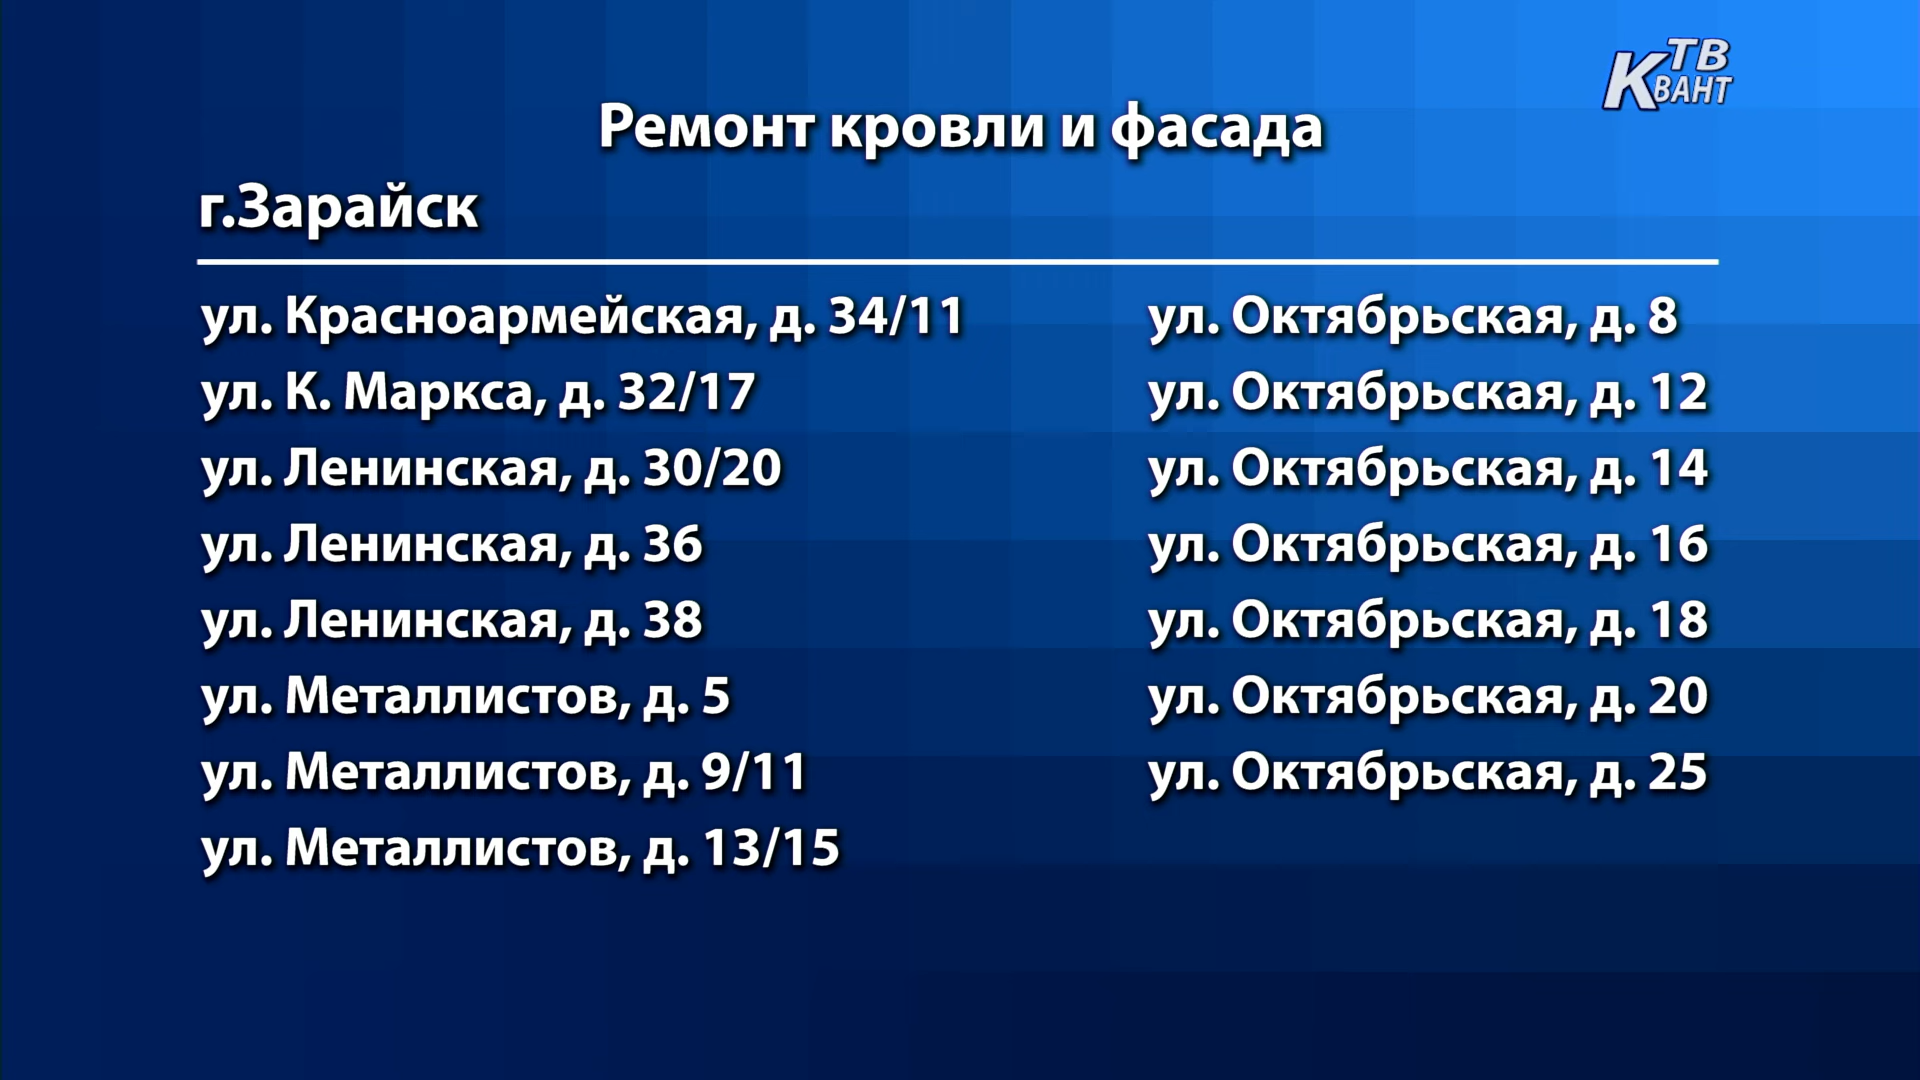 ТВ
КВАНТ
Ремонт кровли и фасада
г.Зарайск
ул. Красноармейская, д. 34/11
ул. К. Маркса, д. 32/17
ул. Ленинская, д. 30/20
ул. Ленинская, д. 36
ул. Ленинская, д. 38
ул. Металлистов, д. 5
ул. Металлистов, д. 9/11
ул. Металлистов, д. 13/15
ул. Октябрьская, д. 8
ул. Октябрьская, д. 12
ул. Октябрьская, д. 14
ул. Октябрьская, д. 16
ул. Октябрьская, д. 18
ул. Октябрьская, д. 20
ул. Октябрьская, д. 25